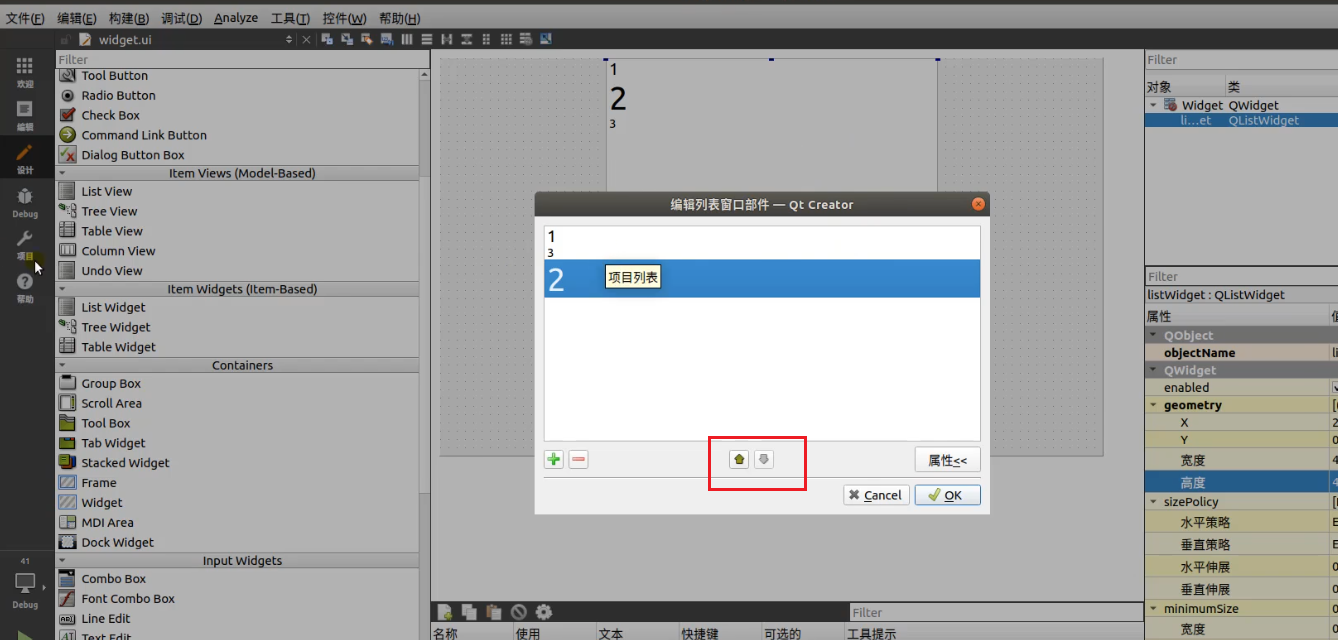 文件(F) 编辑(E) 构建(B) 调试(D) Analyze 工具(T) 控件(W) 帮助(H)
widget.ui
欢迎
编辑
设计
Debug
项目
帮助
41
Debug
Filter
Tool Button
Radio Button
Check Box
Command Link Button
Dialog Button Box
Item Views (Model-Based)
List View
Tree View
Table View
Column View
Undo View
Item Widgets (Item-Based)
List Widget
Tree Widget
Table Widget
Containers
Group Box
Scroll Area
Tool Box
Tab Widget
Stacked Widget
Frame
Widget
MDI Area
Dock Widget
Input Widgets
Combo Box
Font Combo Box
Line Edit
Text Edit
1
2
3
编辑列表窗口部件 — Qt Creator
1
3
2
项目列表
属性<<
Cancel
OK
Filter
名称 使用 文本 快捷键 可选的 工具提示
Filter
对象 类
Widget QWidget
li...et QListWidget
Filter
listWidget : QListWidget
属性
QObject
objectName
QWidget
enabled
geometry
X
Y
宽度
高度
sizePolicy
水平策略
垂直策略
水平伸展
垂直伸展
minimumSize
宽度